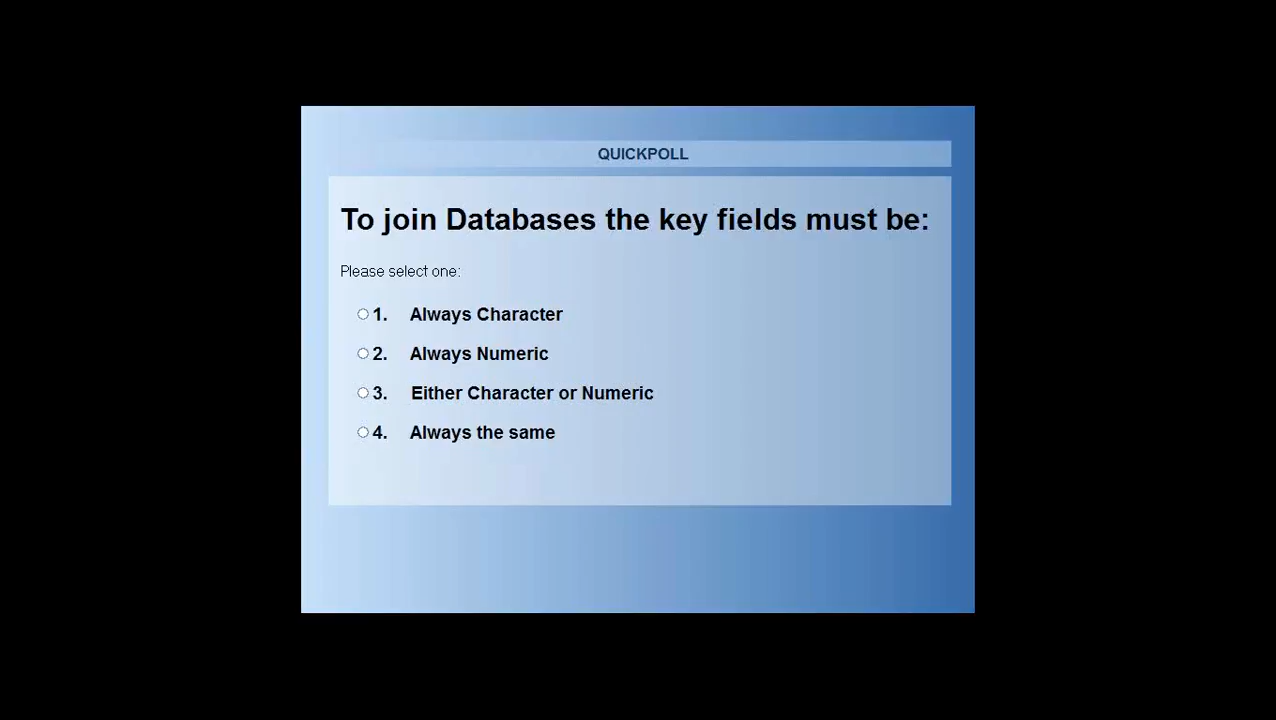 QUICKPOLL
To join Databases the key fields must be:
Please select one:
1. Always Character
2. Always Numeric
3. Either Character or Numeric
4. Always the same